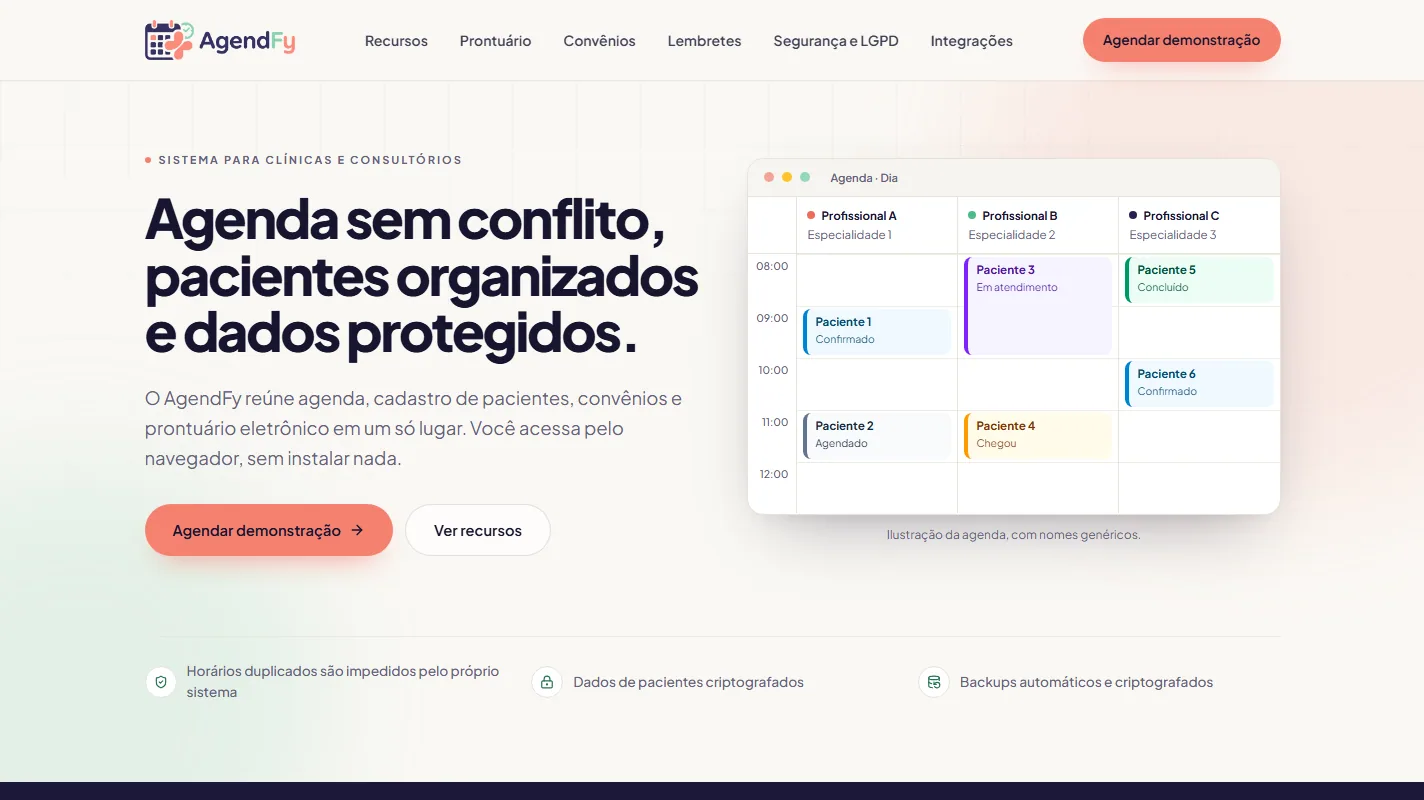 AgendFy
Recursos
Prontuário
Convênios
Lembretes
Segurança e LGPD
Integrações
Agendar demonstração
SISTEMA PARA CLÍNICAS E CONSULTÓRIOS
Agenda sem conflito,
pacientes organizados
e dados protegidos.
O AgendFy reúne agenda, cadastro de pacientes, convênios e
prontuário eletrônico em um só lugar. Você acessa pelo
navegador, sem instalar nada.
Agendar demonstração →
Ver recursos
Agenda · Dia
Profissional A
Especialidade 1
Profissional B
Especialidade 2
Profissional C
Especialidade 3
08:00
Paciente 3
Em atendimento
Paciente 5
Concluído
09:00
Paciente 1
Confirmado
10:00
Paciente 6
Confirmado
11:00
Paciente 2
Agendado
Paciente 4
Chegou
12:00
Ilustração da agenda, com nomes genéricos.
Horários duplicados são impedidos pelo próprio
sistema
Dados de pacientes criptografados
Backups automáticos e criptografados